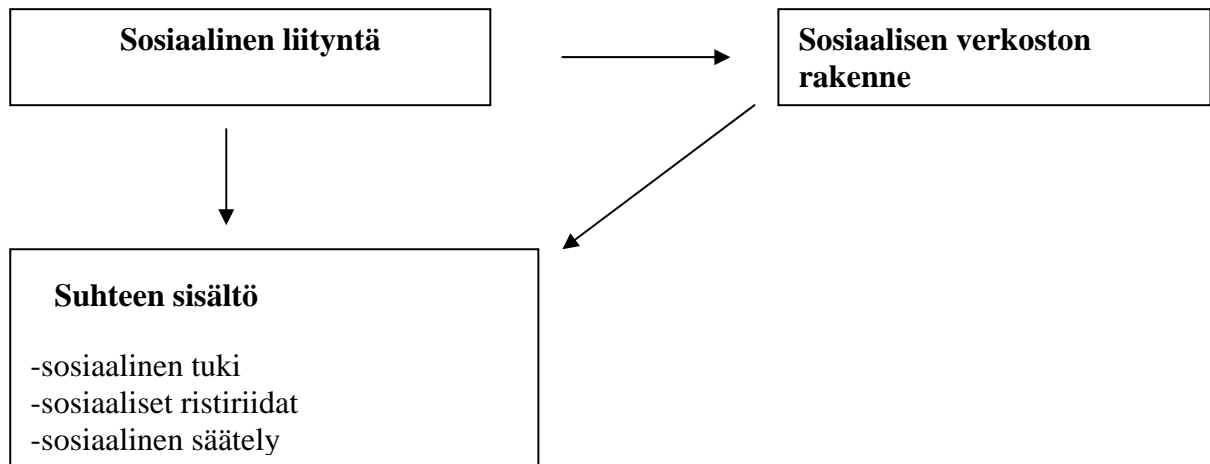 Sosiaalinen liityntä
Sosiaalisen verkoston
rakenne
Suhteen sisältö
-sosiaalinen tuki
-sosiaaliset ristiriidat
-sosiaalinen säätely